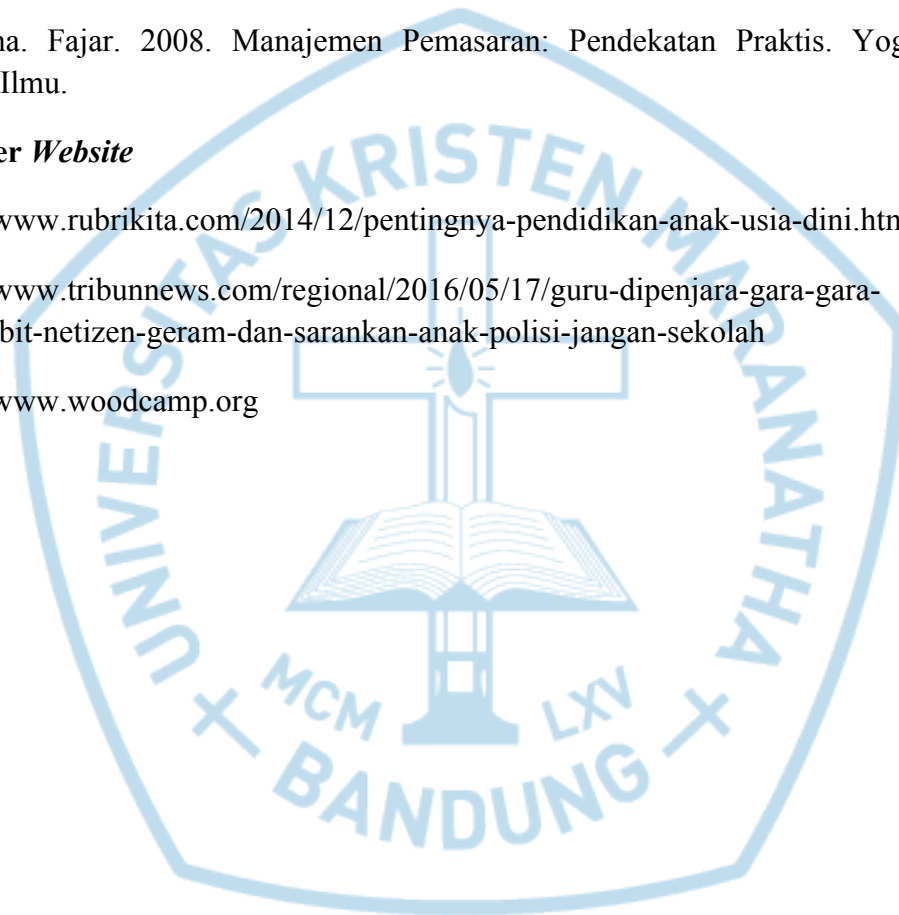 na. Fajar. 2008. Manajemen Pemasaran: Pendekatan Praktis. Yog
Ilmu.
er Website
www.rubrikita.com/2014/12/pentingnya-pendidikan-anak-usia-dini.htn
www.tribunnews.com/regional/2016/05/17/guru-dipenjara-gara-gara-
bit-netizen-geram-dan-sarankan-anak-polisi-jangan-sekolah
www.woodcamp.org
UNIVERSITAS KRISTEN MARANATHA
MCM LXV
BANDUNG